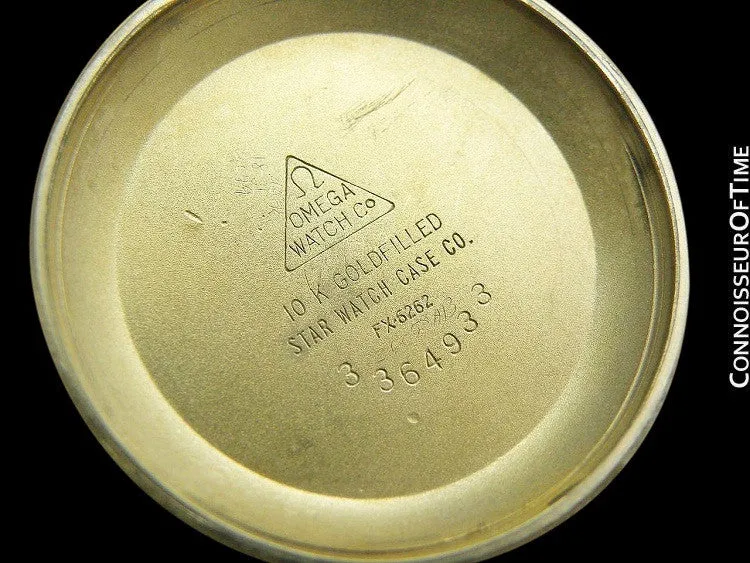 Ω
OMEGA
WATCH Co
10 K GOLDFILLED
STAR WATCH CASE CO.
FX-6262
3 364933
CONNOISSEUROFTIME